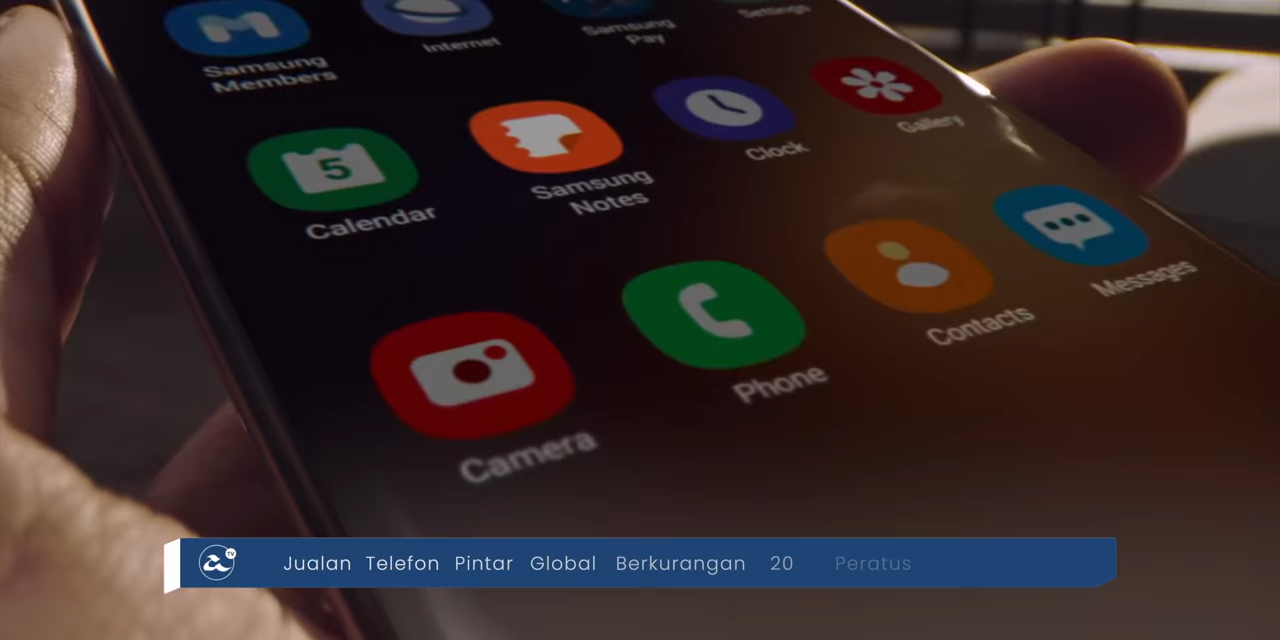 Internet
Samsung
Pay
Settings
Samsung
Members
Gallery
Clock
Samsung
Notes
5
Calendar
Messages
Contacts
Phone
Camera
TV
Jualan Telefon Pintar Global Berkurangan 20 Peratus